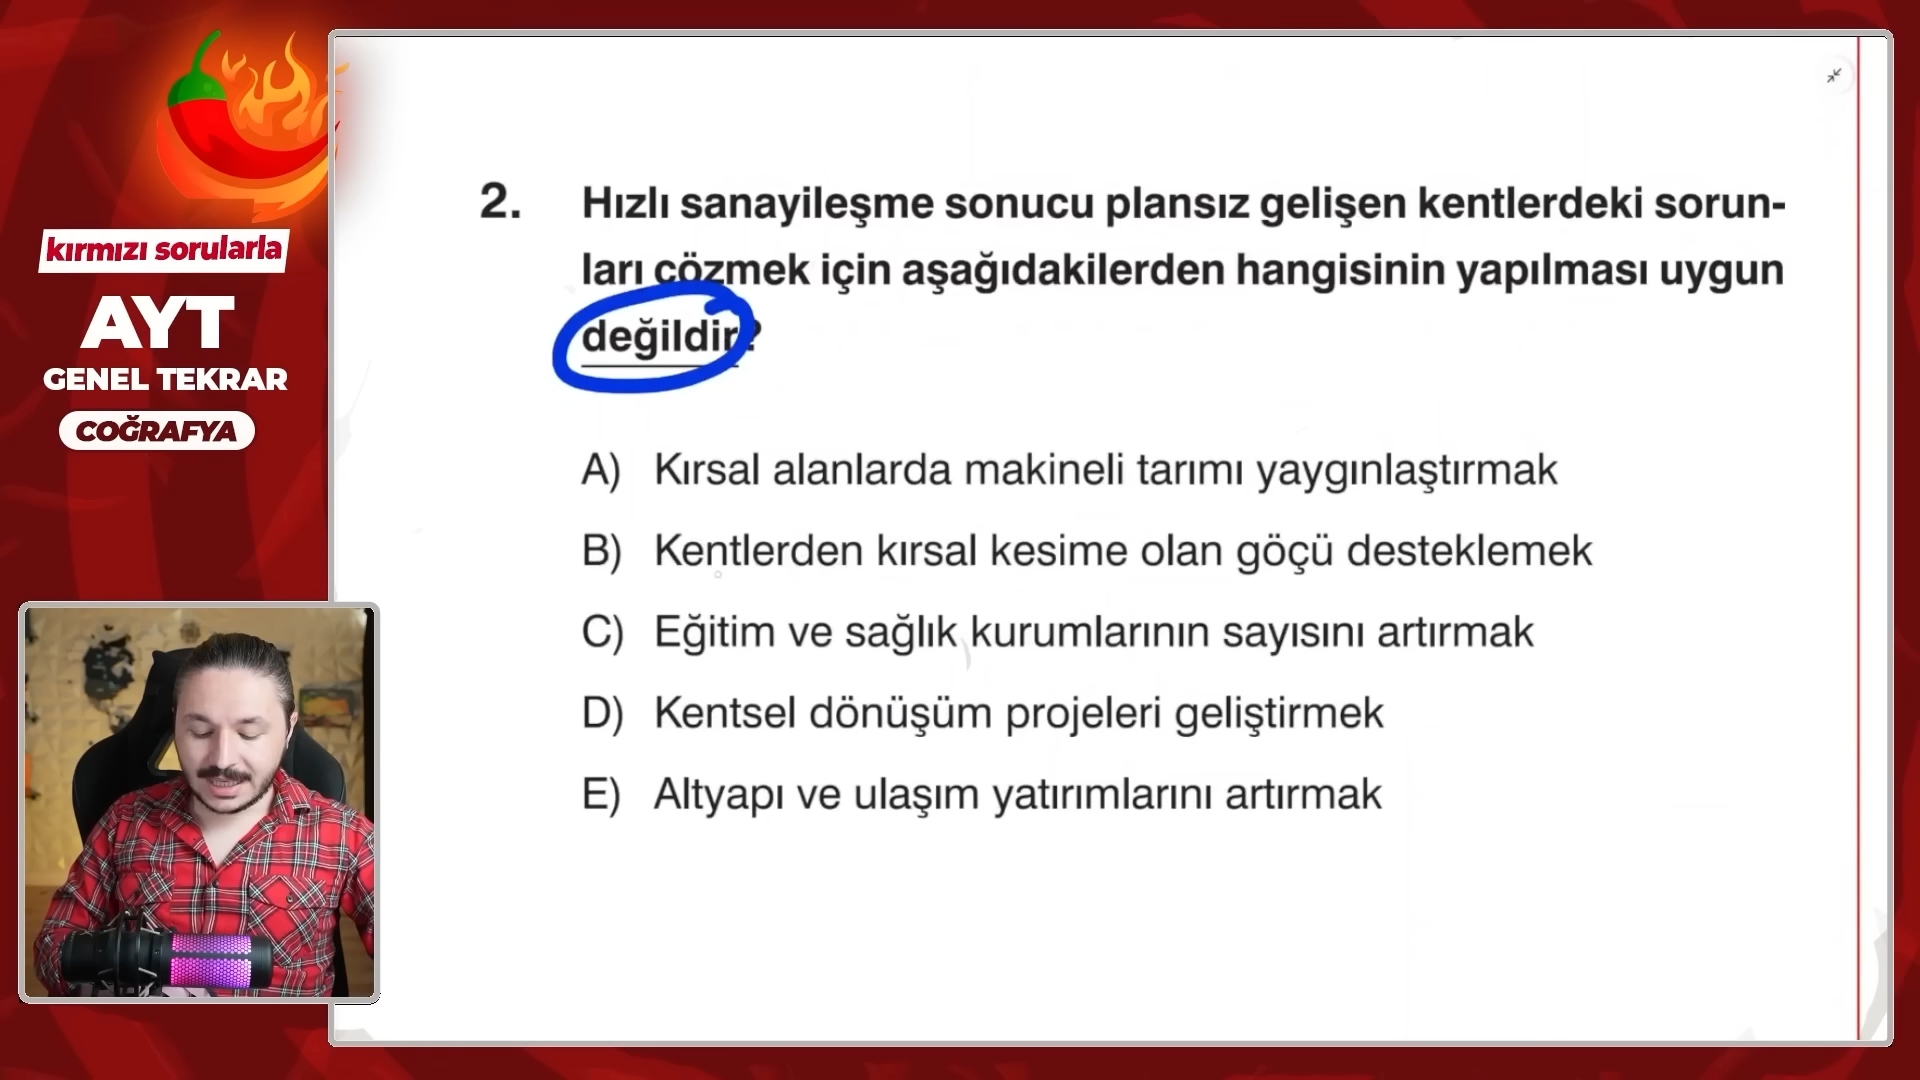 kırmızı sorularla
AYT
GENEL TEKRAR
COĞRAFYA
2. Hızlı sanayileşme sonucu plansız gelişen kentlerdeki sorun-
ları çözmek için aşağıdakilerden hangisinin yapılması uygun
değildir?
A) Kırsal alanlarda makineli tarımı yaygınlaştırmak
B) Kentlerden kırsal kesime olan göçü desteklemek
C) Eğitim ve sağlık kurumlarının sayısını artırmak
D) Kentsel dönüşüm projeleri geliştirmek
E) Altyapı ve ulaşım yatırımlarını artırmak